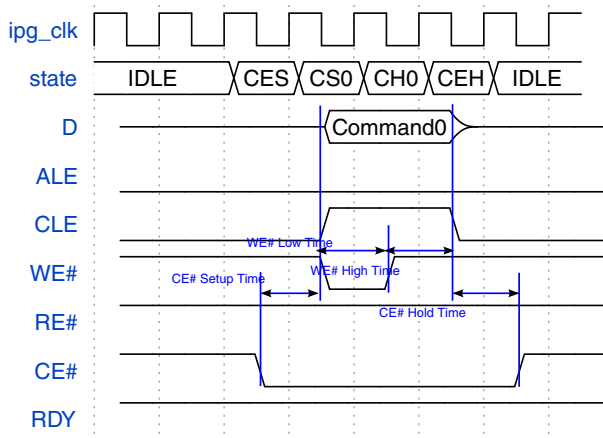 ipg_clk
state IDLE CES CS0 CH0 CEH IDLE
D Command0
ALE
CLE
WE# Low Time
WE# WE# High Time
CE# Setup Time
RE# CE# Hold Time
CE#
RDY